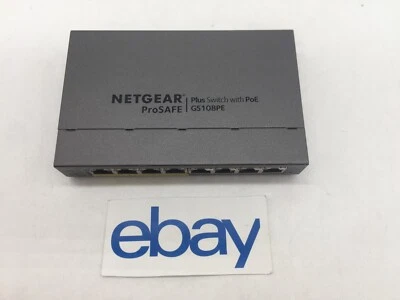 NETGEAR
ProSAFE
Plus Switch with PoE
GS108PE
ebay